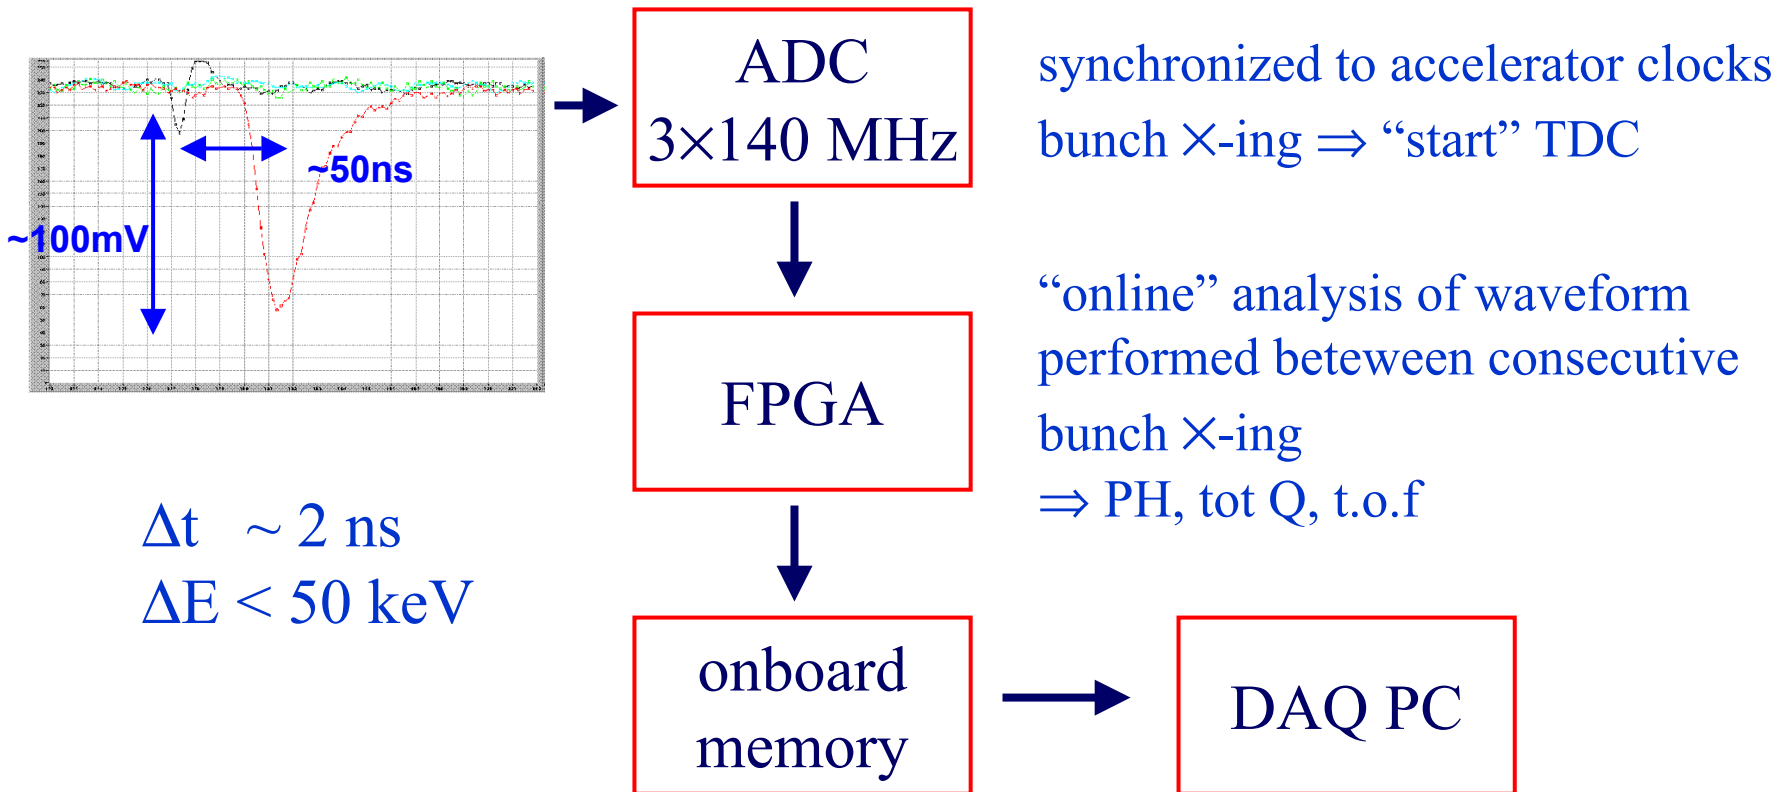 ~100mV
~50ns
Δt ~ 2 ns
ΔE < 50 keV
ADC
3×140 MHz
synchronized to accelerator clocks
bunch ×-ing ⇒ “start” TDC
FPGA
“online” analysis of waveform
performed beteween consecutive
bunch ×-ing
⇒ PH, tot Q, t.o.f
onboard
memory
DAQ PC